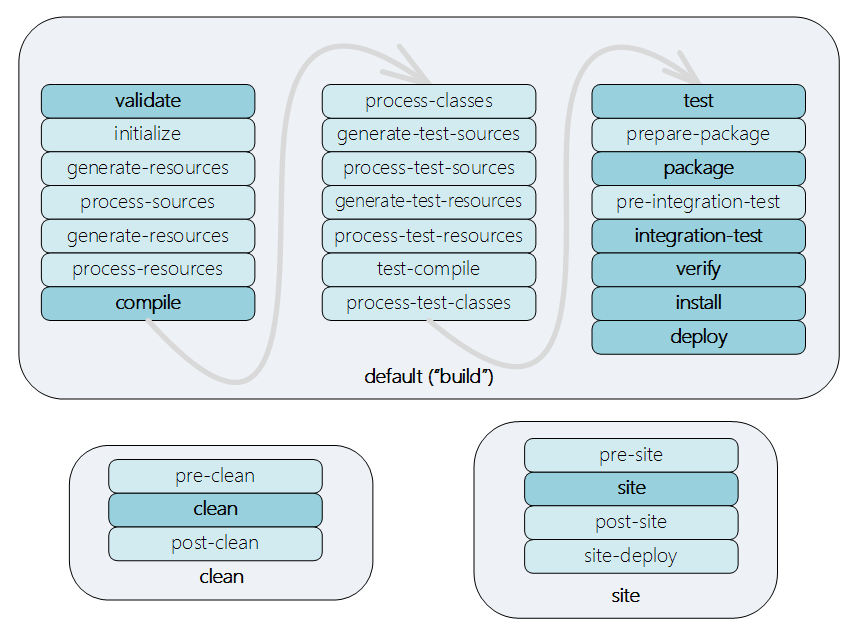 validate
initialize
generate-resources
process-sources
generate-resources
process-resources
compile
process-classes
generate-test-sources
process-test-sources
generate-test-resources
process-test-resources
test-compile
process-test-classes
test
prepare-package
package
pre-integration-test
integration-test
verify
install
deploy
default (“build”)
pre-clean
clean
post-clean
clean
pre-site
site
post-site
site-deploy
site